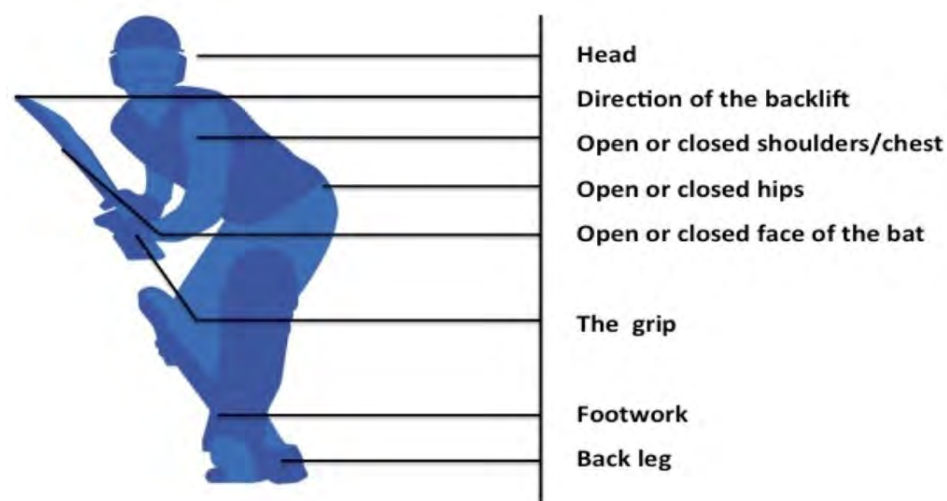 Head
Direction of the backlift
Open or closed shoulders/chest
Open or closed hips
Open or closed face of the bat
The grip
Footwork
Back leg